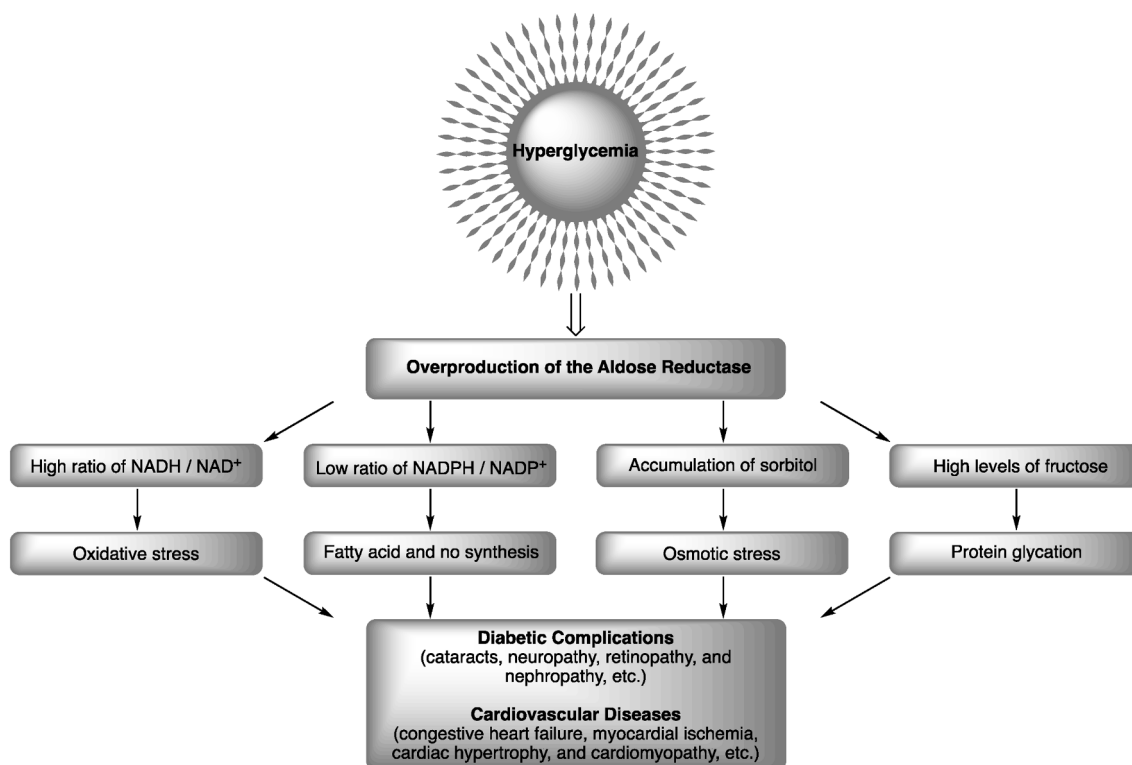 Hyperglycemia
Overproduction of the Aldose Reductase
High ratio of NADH / NAD⁺
Low ratio of NADPH / NADP⁺
Accumulation of sorbitol
High levels of fructose
Oxidative stress
Fatty acid and no synthesis
Osmotic stress
Protein glycation
Diabetic Complications
(cataracts, neuropathy, retinopathy, and
nephropathy, etc.)
Cardiovascular Diseases
(congestive heart failure, myocardial ischemia,
cardiac hypertrophy, and cardiomyopathy, etc.)